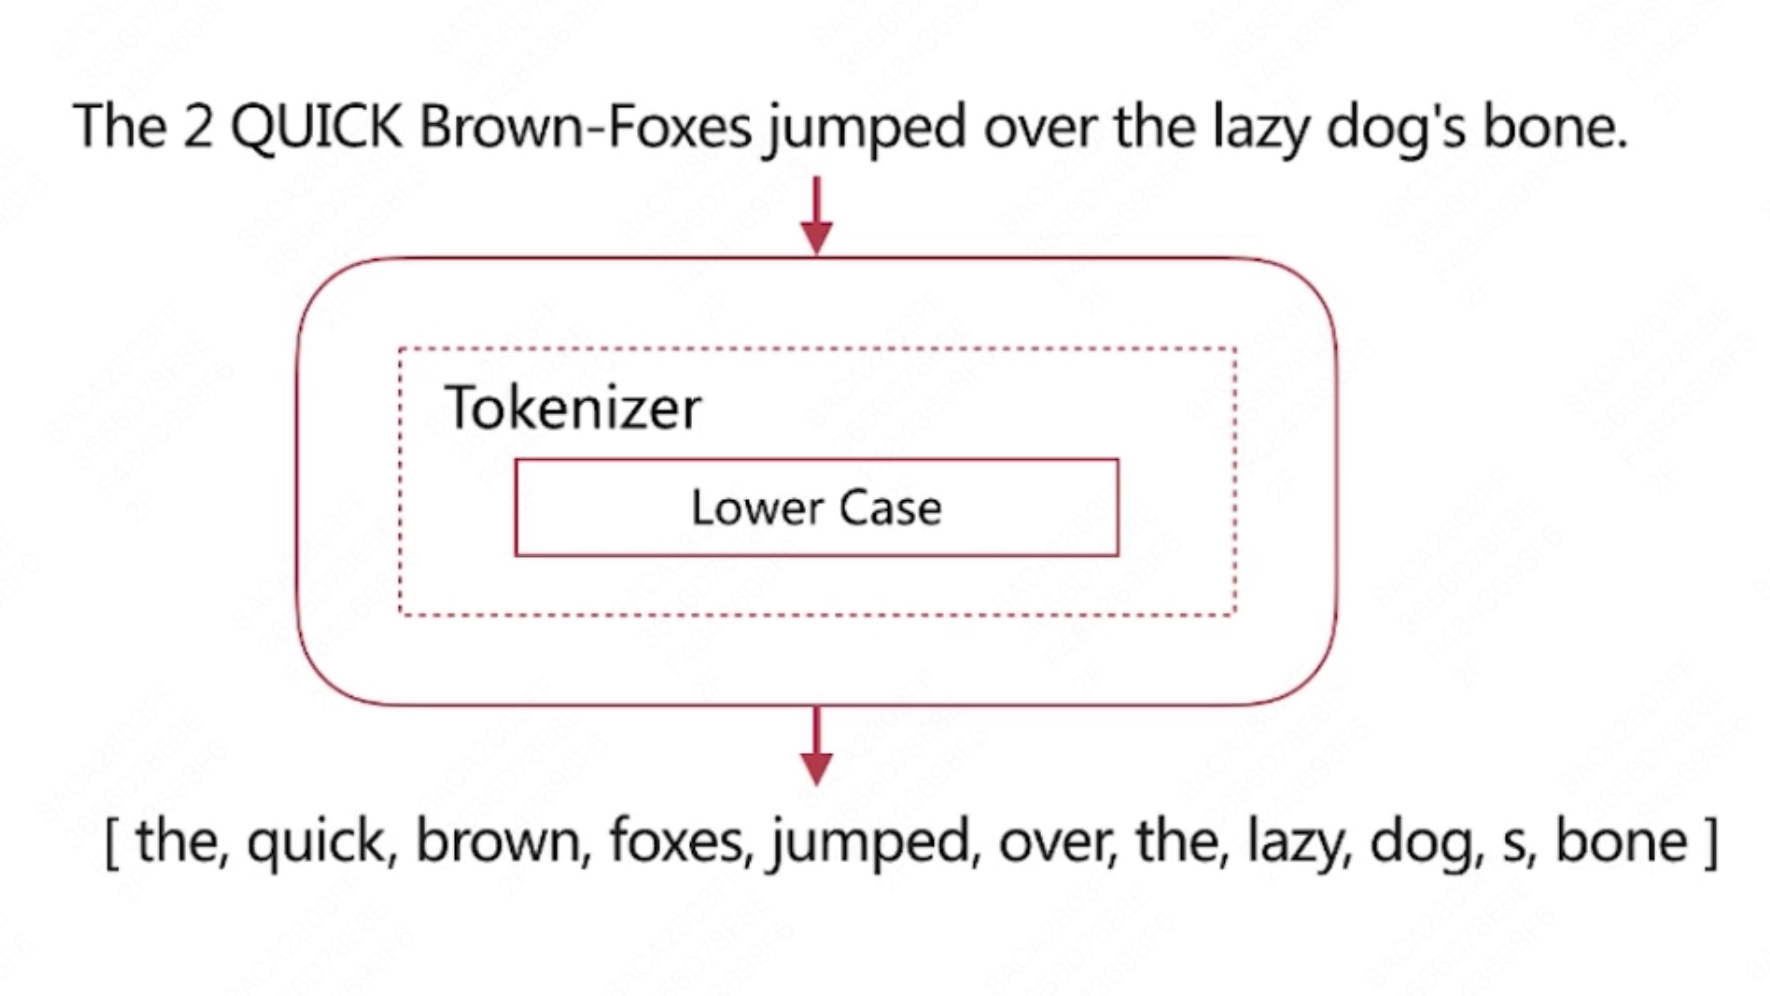 The 2 QUICK Brown-Foxes jumped over the lazy dog's bone.
Tokenizer
Lower Case
[ the, quick, brown, foxes, jumped, over, the, lazy, dog, s, bone ]